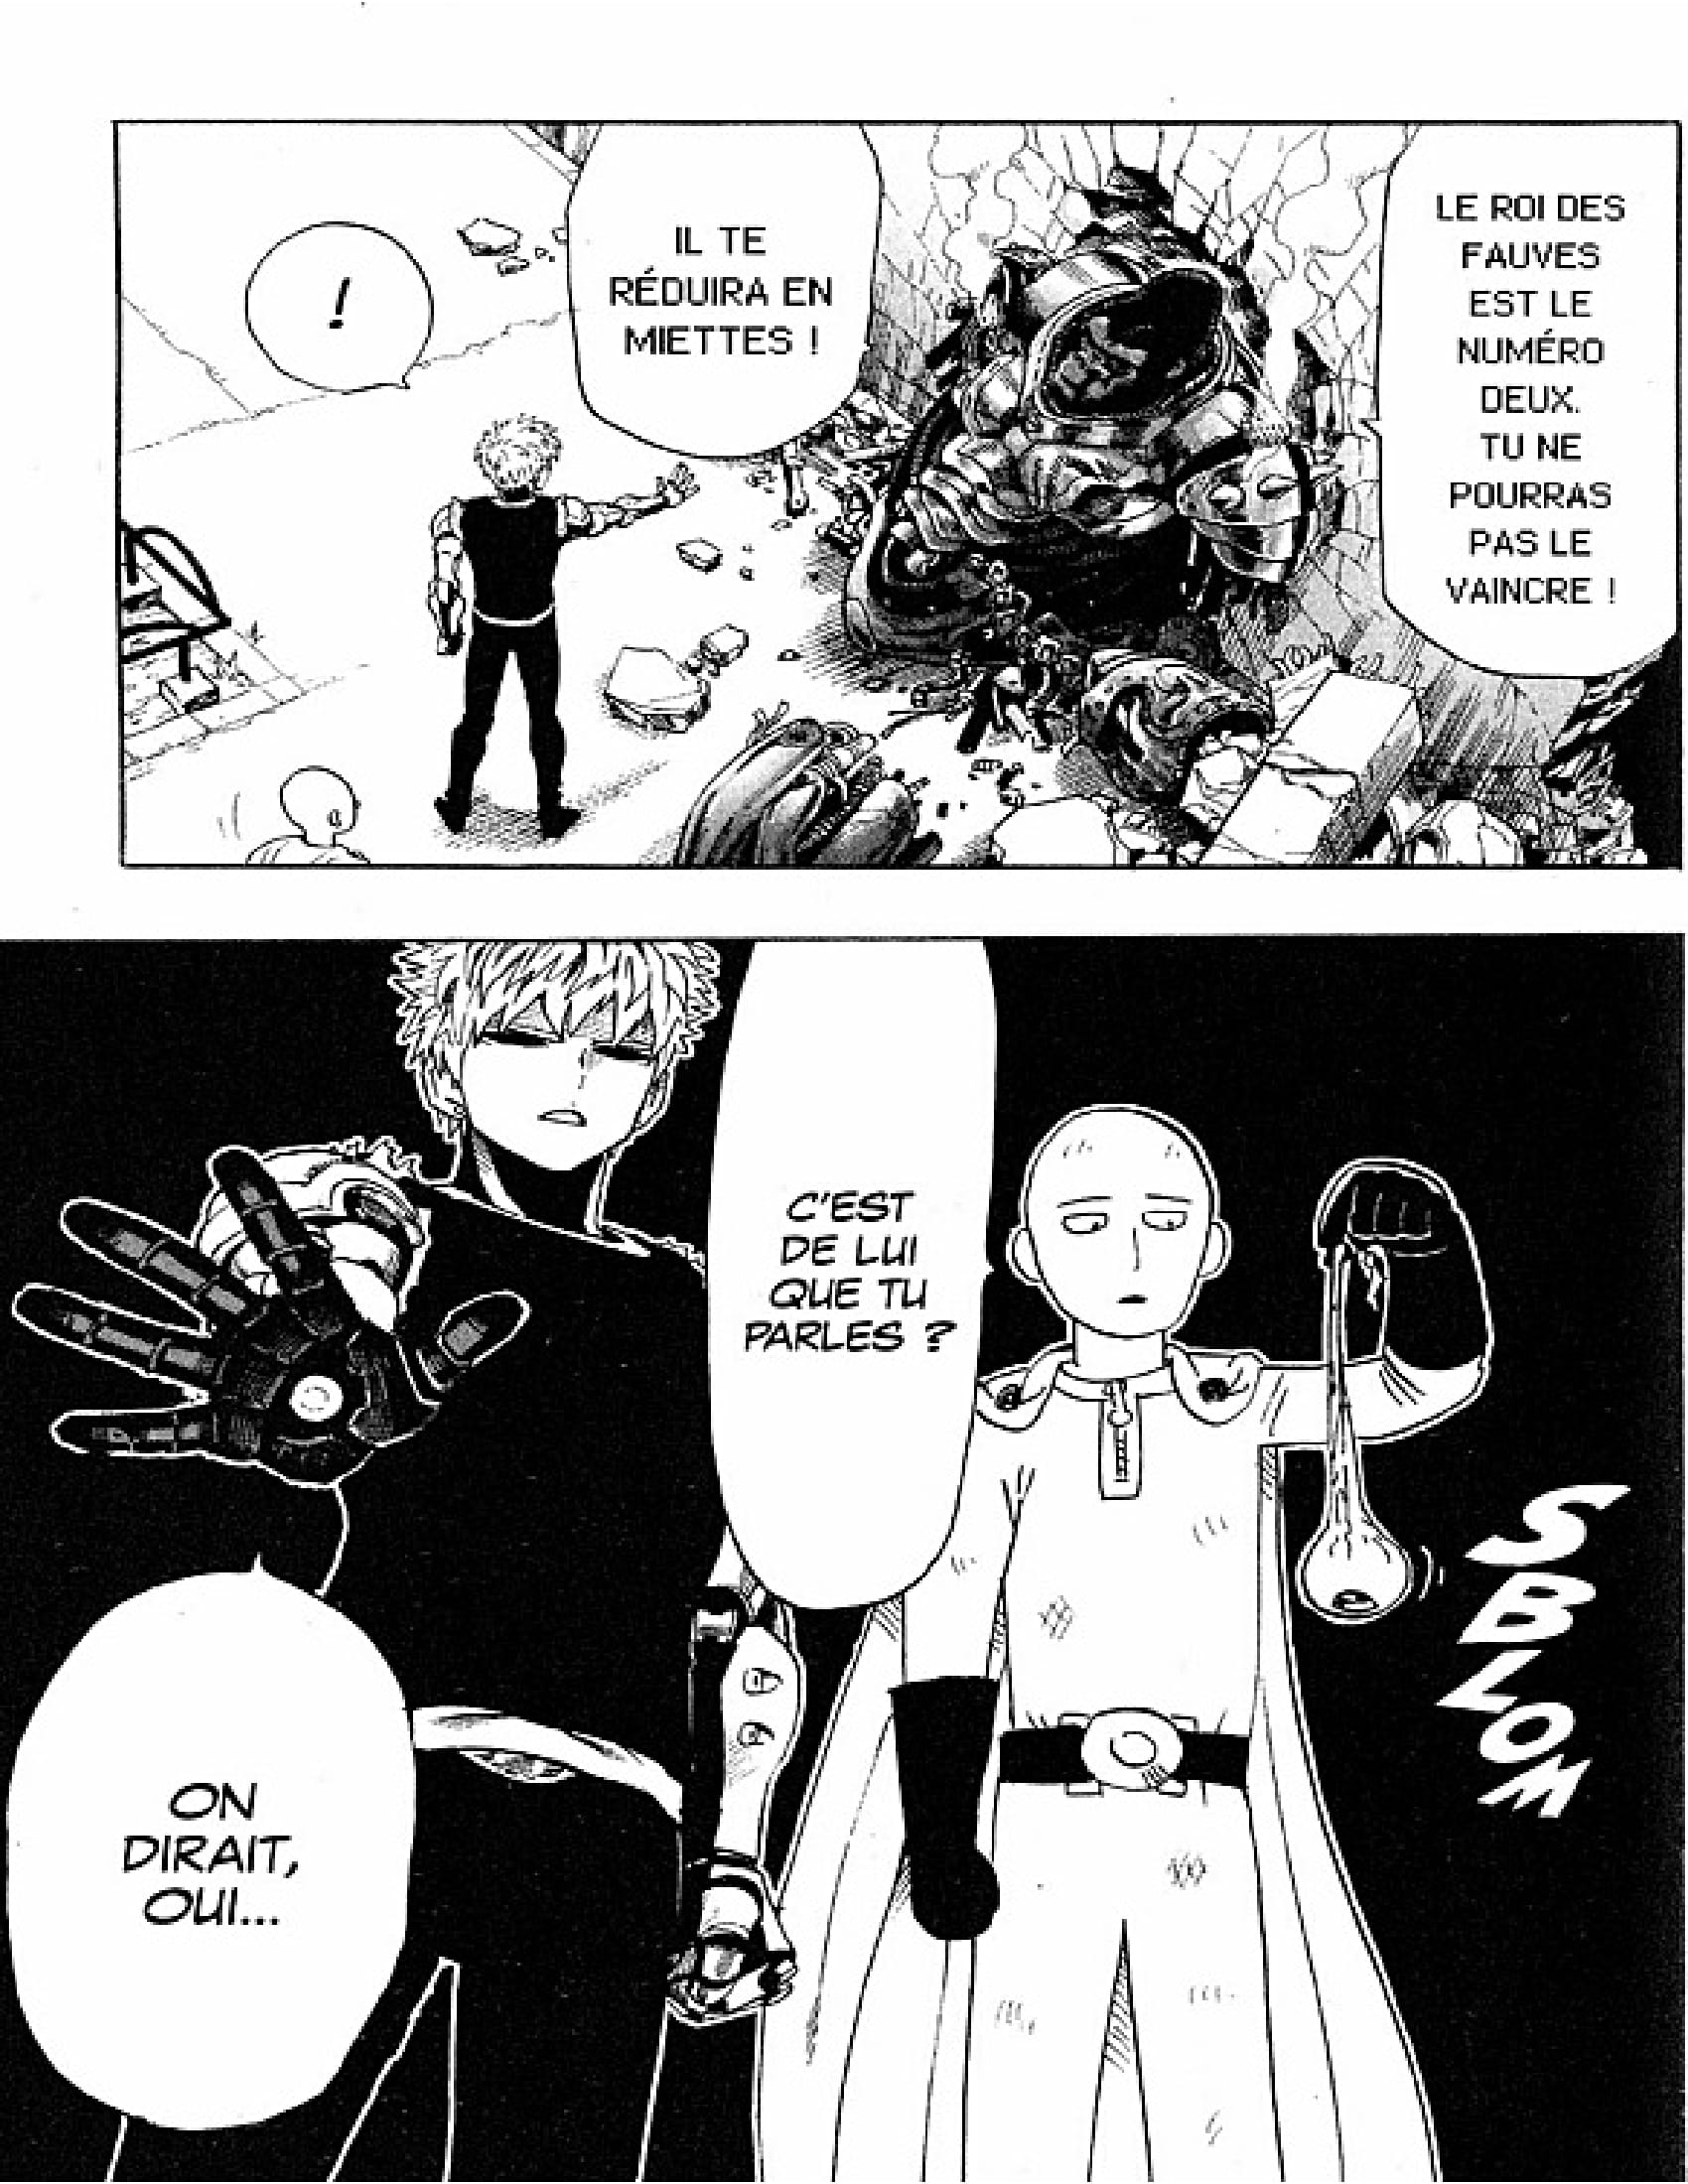 LE ROI DES
FAUVES
EST LE
NUMÉRO
DEUX.
TU NE
POURRAS
PAS LE
VAINCRE !
IL TE
RÉDUIRA EN
MIETTES !
!
C'EST
DE LUI
QUE TU
PARLES ?
SBLOM
ON
DIRAIT,
OUI...